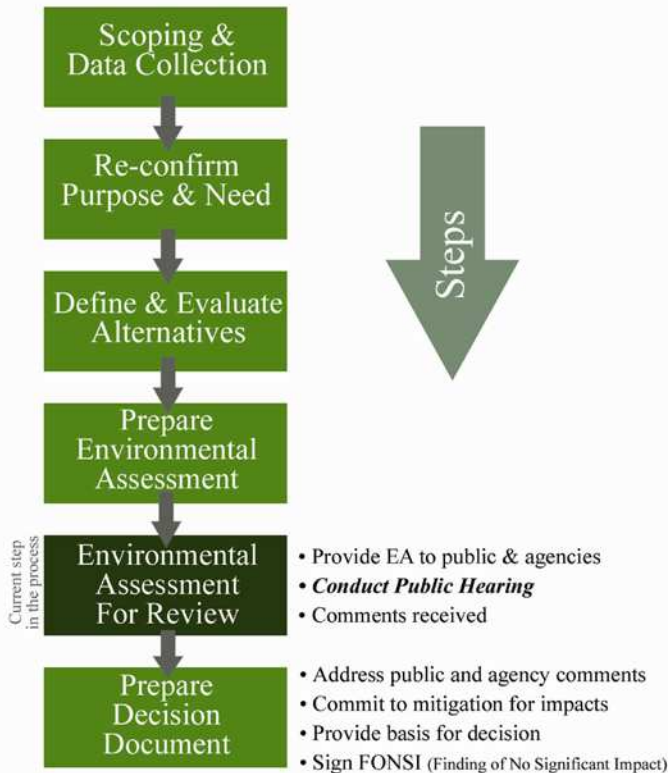 Scoping &
Data Collection
Re-confirm
Purpose & Need
Steps
Define & Evaluate
Alternatives
Prepare
Environmental
Assessment
Current step
in the process
Environmental
Assessment
For Review
• Provide EA to public & agencies
• Conduct Public Hearing
• Comments received
Prepare
Decision
Document
• Address public and agency comments
• Commit to mitigation for impacts
• Provide basis for decision
• Sign FONSI (Finding of No Significant Impact)